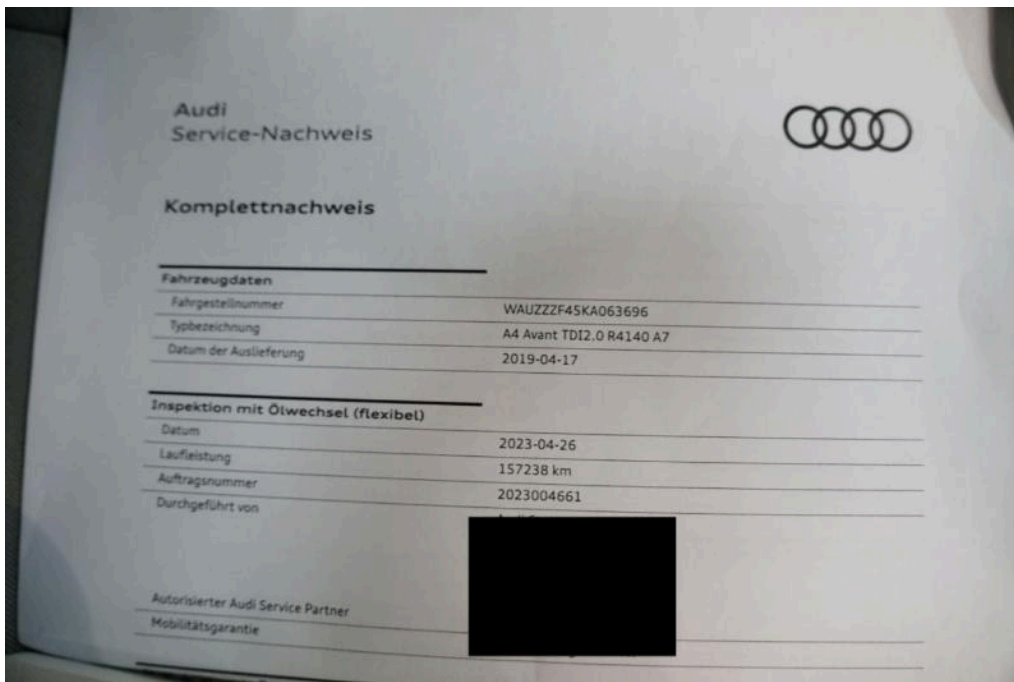 Audi
Service-Nachweis
Komplettnachweis
Fahrzeugdaten
Fahrgestellnummer WAUZZZF45KA063696
Typbezeichnung A4 Avant TDI2.0 R4140 A7
Datum der Auslieferung 2019-04-17
Inspektion mit Ölwechsel (flexibel)
Datum 2023-04-26
Laufleistung 157238 km
Auftragsnummer 2023004661
Durchgeführt von
Autorisierter Audi Service Partner
Mobilitätsgarantie